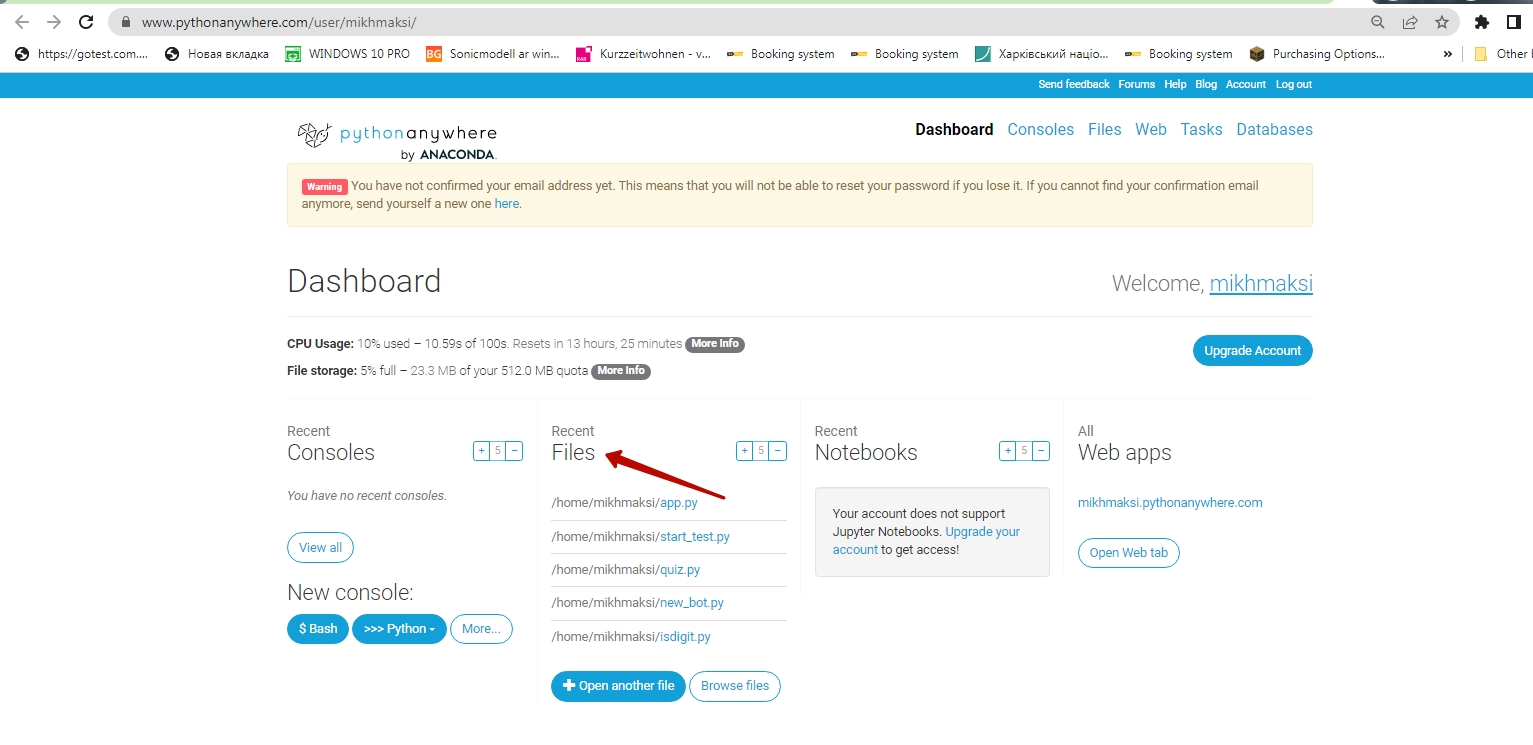 www.pythonanywhere.com/user/mikhmaksi/
https://gotest.com.... Новая вкладка WINDOWS 10 PRO BG Sonicmodell ar win... R&R Kurzzeitwohnen - v... Booking system Booking system Харківський націо... Booking system Purchasing Options... » Other
Send feedback Forums Help Blog Account Log out
pythonanywhere
by ANACONDA.
Dashboard Consoles Files Web Tasks Databases
Warning You have not confirmed your email address yet. This means that you will not be able to reset your password if you lose it. If you cannot find your confirmation email
anymore, send yourself a new one here.
Dashboard
Welcome, mikhmaksi
CPU Usage: 10% used – 10.59s of 100s. Resets in 13 hours, 25 minutes More Info
File storage: 5% full – 23.3 MB of your 512.0 MB quota More Info
Upgrade Account
Recent
Consoles
+ 5 −
You have no recent consoles.
View all
New console:
$ Bash >>> Python More...
Recent
Files
+ 5 −
/home/mikhmaksi/app.py
/home/mikhmaksi/start_test.py
/home/mikhmaksi/quiz.py
/home/mikhmaksi/new_bot.py
/home/mikhmaksi/isdigit.py
+ Open another file Browse files
Recent
Notebooks
+ 5 −
Your account does not support
Jupyter Notebooks. Upgrade your
account to get access!
All
Web apps
mikhmaksi.pythonanywhere.com
Open Web tab